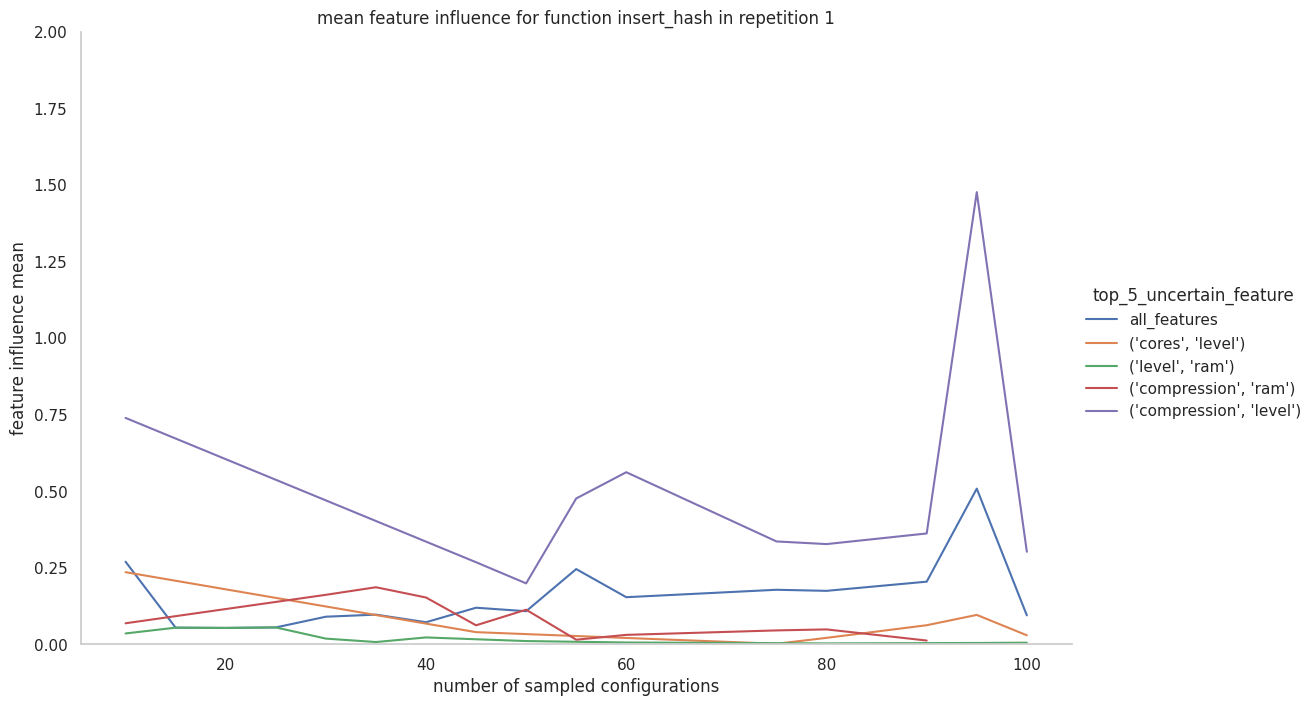 mean feature influence for function insert_hash in repetition 1
2.00
1.75
1.50
1.25
1.00
0.75
0.50
0.25
0.00
feature influence mean
20
40
60
80
100
number of sampled configurations
top_5_uncertain_feature
all_features
('cores', 'level')
('level', 'ram')
('compression', 'ram')
('compression', 'level')